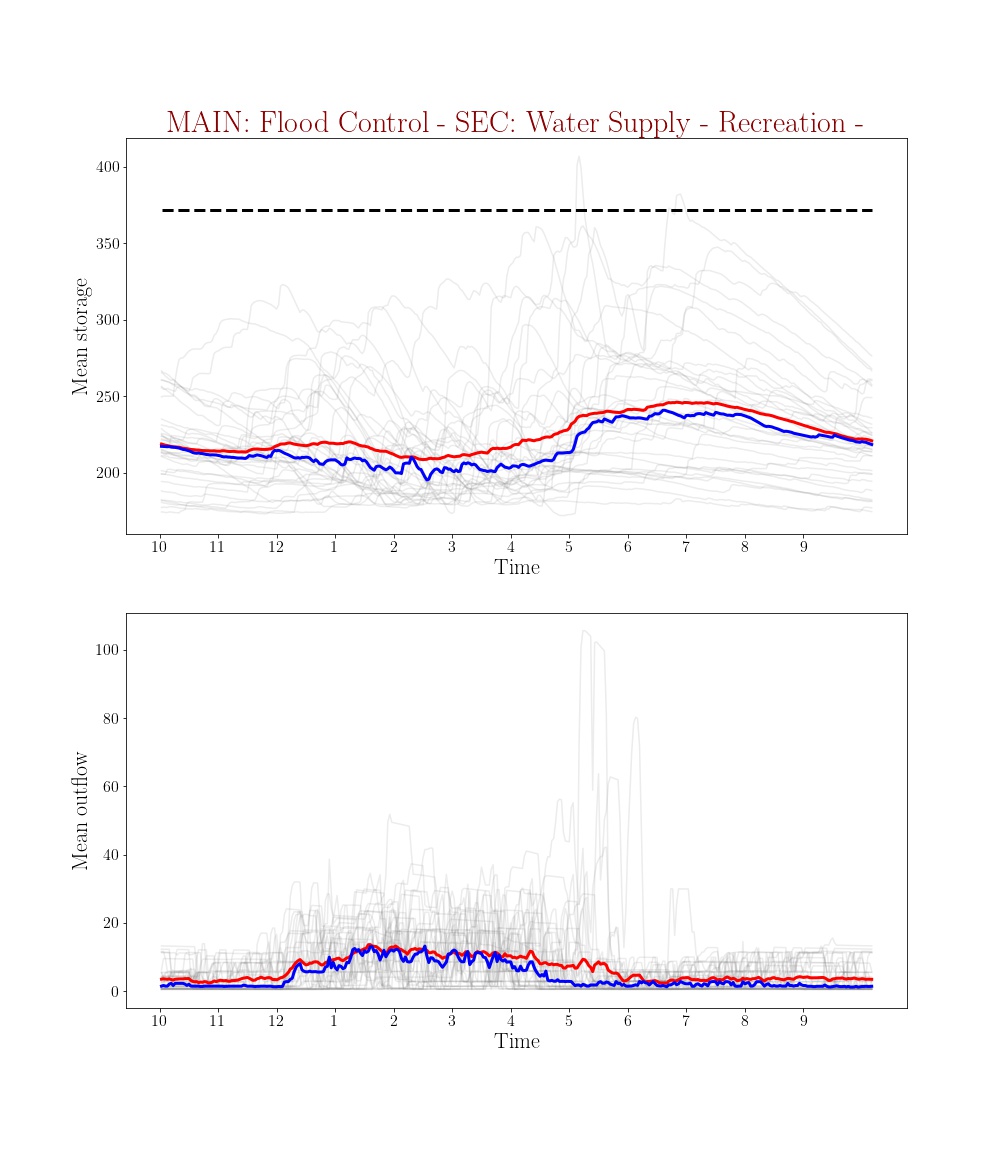 MAIN: Flood Control - SEC: Water Supply - Recreation -
400
350
300
250
200
Mean storage
10 11 12 1 2 3 4 5 6 7 8 9
Time
100
80
60
40
20
0
Mean outflow
10 11 12 1 2 3 4 5 6 7 8 9
Time